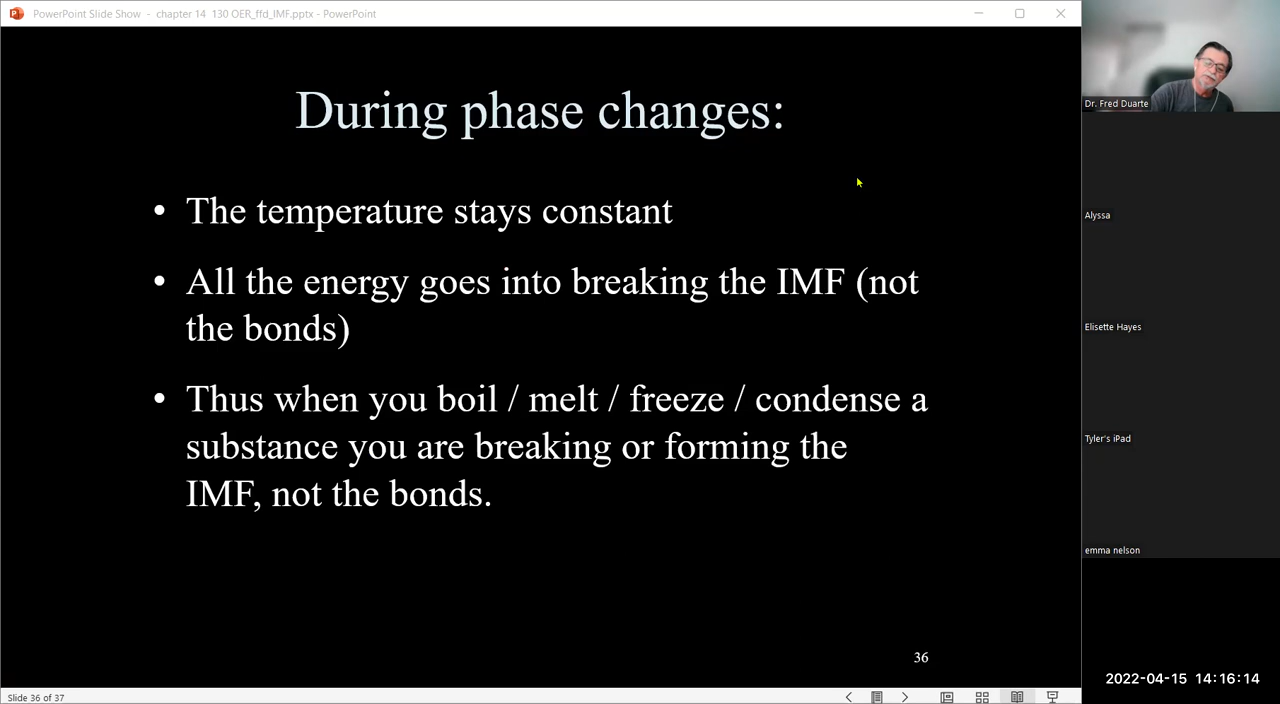 PowerPoint Slide Show - chapter 14 130 OER_ffd_IMF.pptx - PowerPoint
During phase changes:
• The temperature stays constant
• All the energy goes into breaking the IMF (not
the bonds)
• Thus when you boil / melt / freeze / condense a
substance you are breaking or forming the
IMF, not the bonds.
36
Slide 36 of 37
Dr. Fred Duarte
Alyssa
Elisette Hayes
Tyler's iPad
emma nelson
2022-04-15 14:16:14